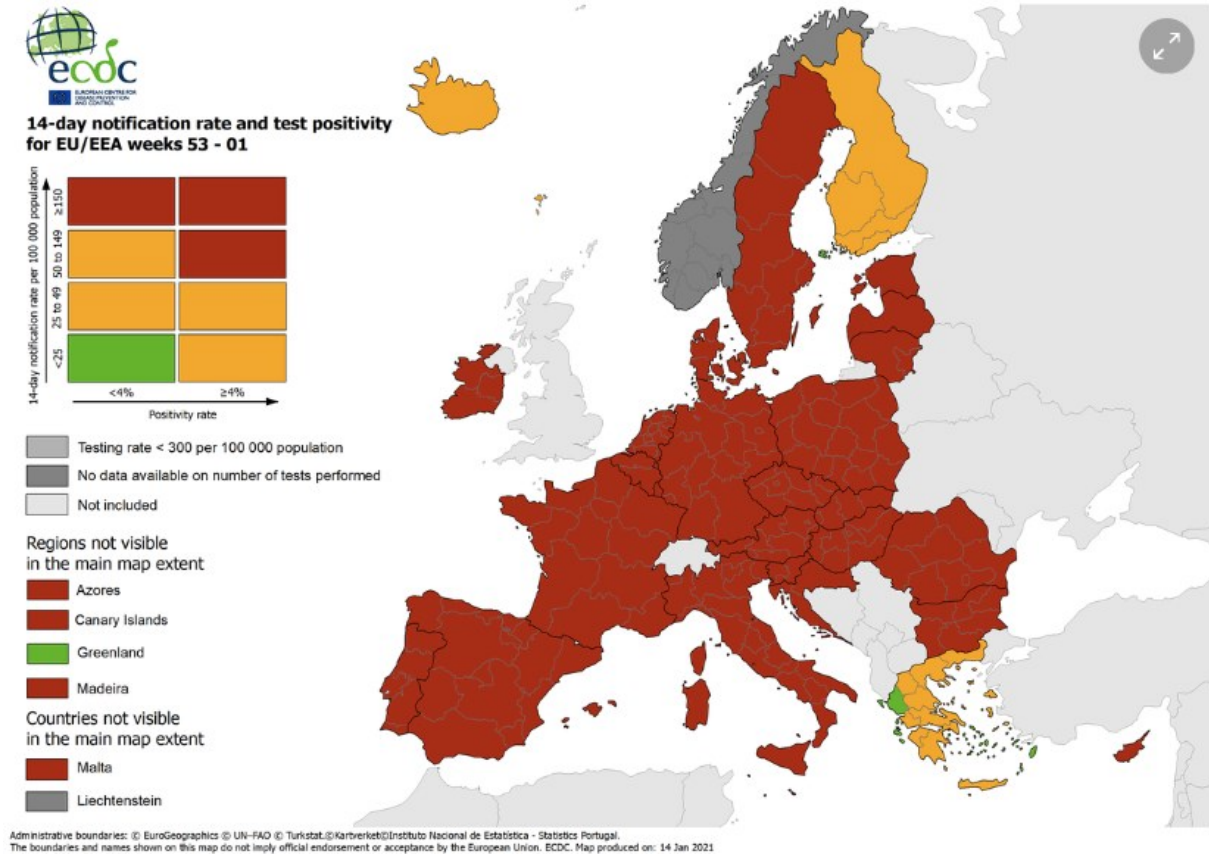 ecdc
EUROPEAN CENTRE FOR
DISEASE PREVENTION
AND CONTROL
14-day notification rate and test positivity
for EU/EEA weeks 53 - 01
14-day notification rate per 100 000 population
≥150
50 to 149
25 to 49
<25
<4%
≥4%
Positivity rate
Testing rate < 300 per 100 000 population
No data available on number of tests performed
Not included
Regions not visible
in the main map extent
Azores
Canary Islands
Greenland
Madeira
Countries not visible
in the main map extent
Malta
Liechtenstein
Administrative boundaries: © EuroGeographics © UN–FAO © Turkstat.©Kartverket©Instituto Nacional de Estatística - Statistics Portugal.
The boundaries and names shown on this map do not imply official endorsement or acceptance by the European Union. ECDC. Map produced on: 14 Jan 2021